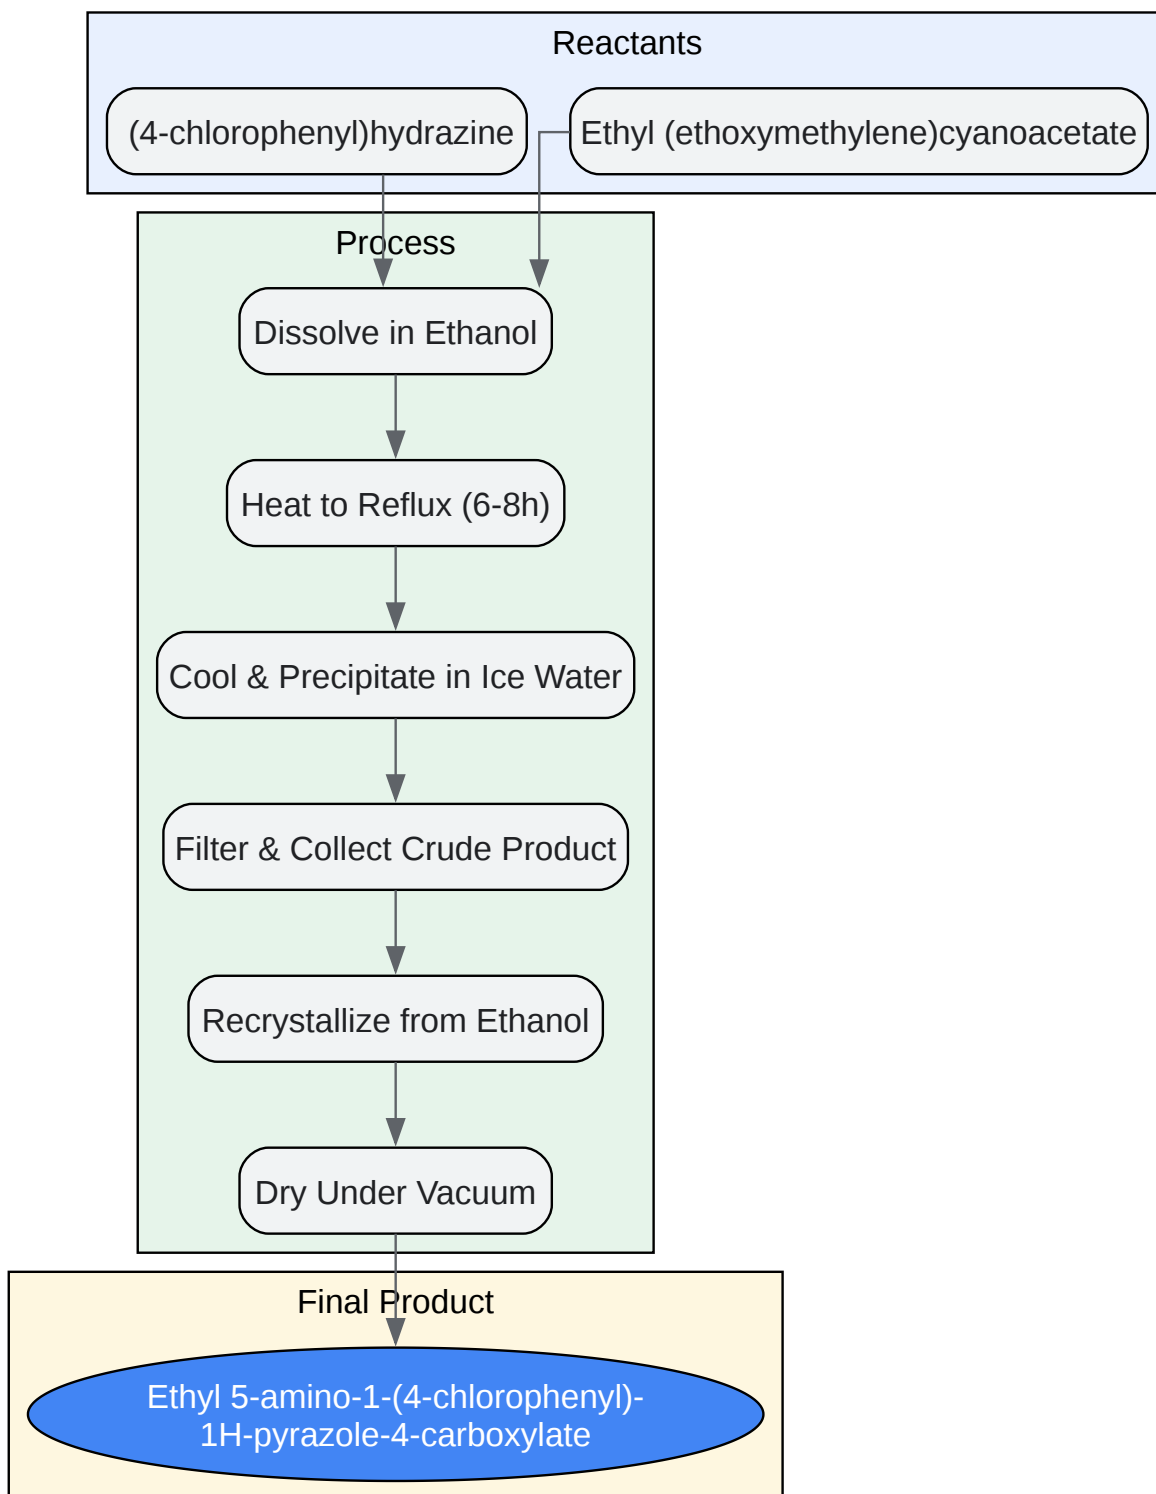 Reactants
(4-chlorophenyl)hydrazine
Ethyl (ethoxymethylene)cyanoacetate
Process
Dissolve in Ethanol
Heat to Reflux (6-8h)
Cool & Precipitate in Ice Water
Filter & Collect Crude Product
Recrystallize from Ethanol
Dry Under Vacuum
Final Product
Ethyl 5-amino-1-(4-chlorophenyl)-
1H-pyrazole-4-carboxylate